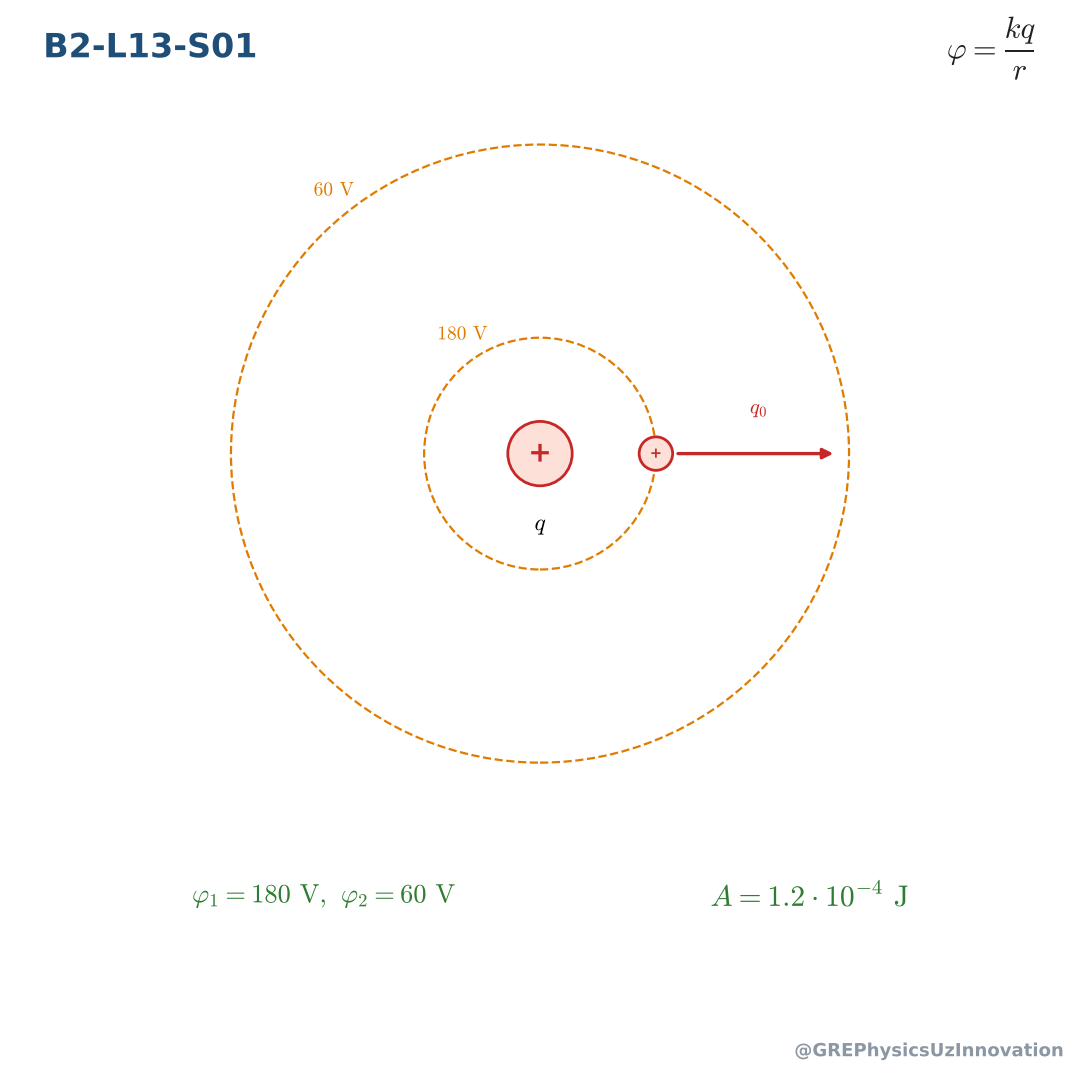 B2-L13-S01
φ = kq/r
60 V
180 V
q₀
+
+
q
φ₁ = 180 V, φ₂ = 60 V
A = 1.2 · 10⁻⁴ J
@GREPhysicsUzInnovation